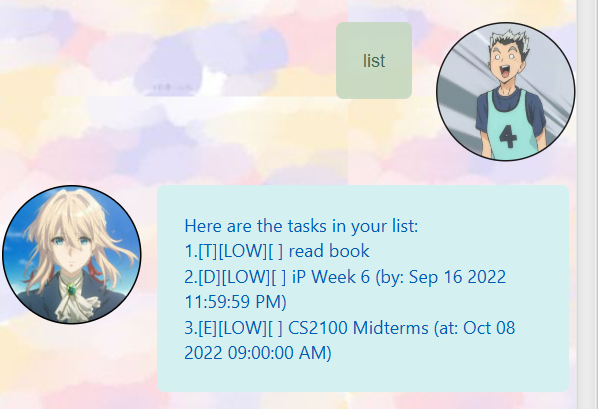 list
4
Here are the tasks in your list:
1.[T][LOW][ ] read book
2.[D][LOW][ ] iP Week 6 (by: Sep 16 2022
11:59:59 PM)
3.[E][LOW][ ] CS2100 Midterms (at: Oct 08
2022 09:00:00 AM)